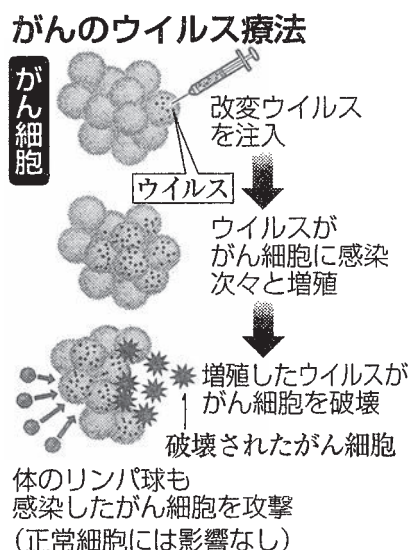 がんのウイルス療法
がん細胞
改変ウイルス
を注入
ウイルス
ウイルスが
がん細胞に感染
次々と増殖
増殖したウイルスが
がん細胞を破壊
破壊されたがん細胞
体のリンパ球も
感染したがん細胞を攻撃
(正常細胞には影響なし)